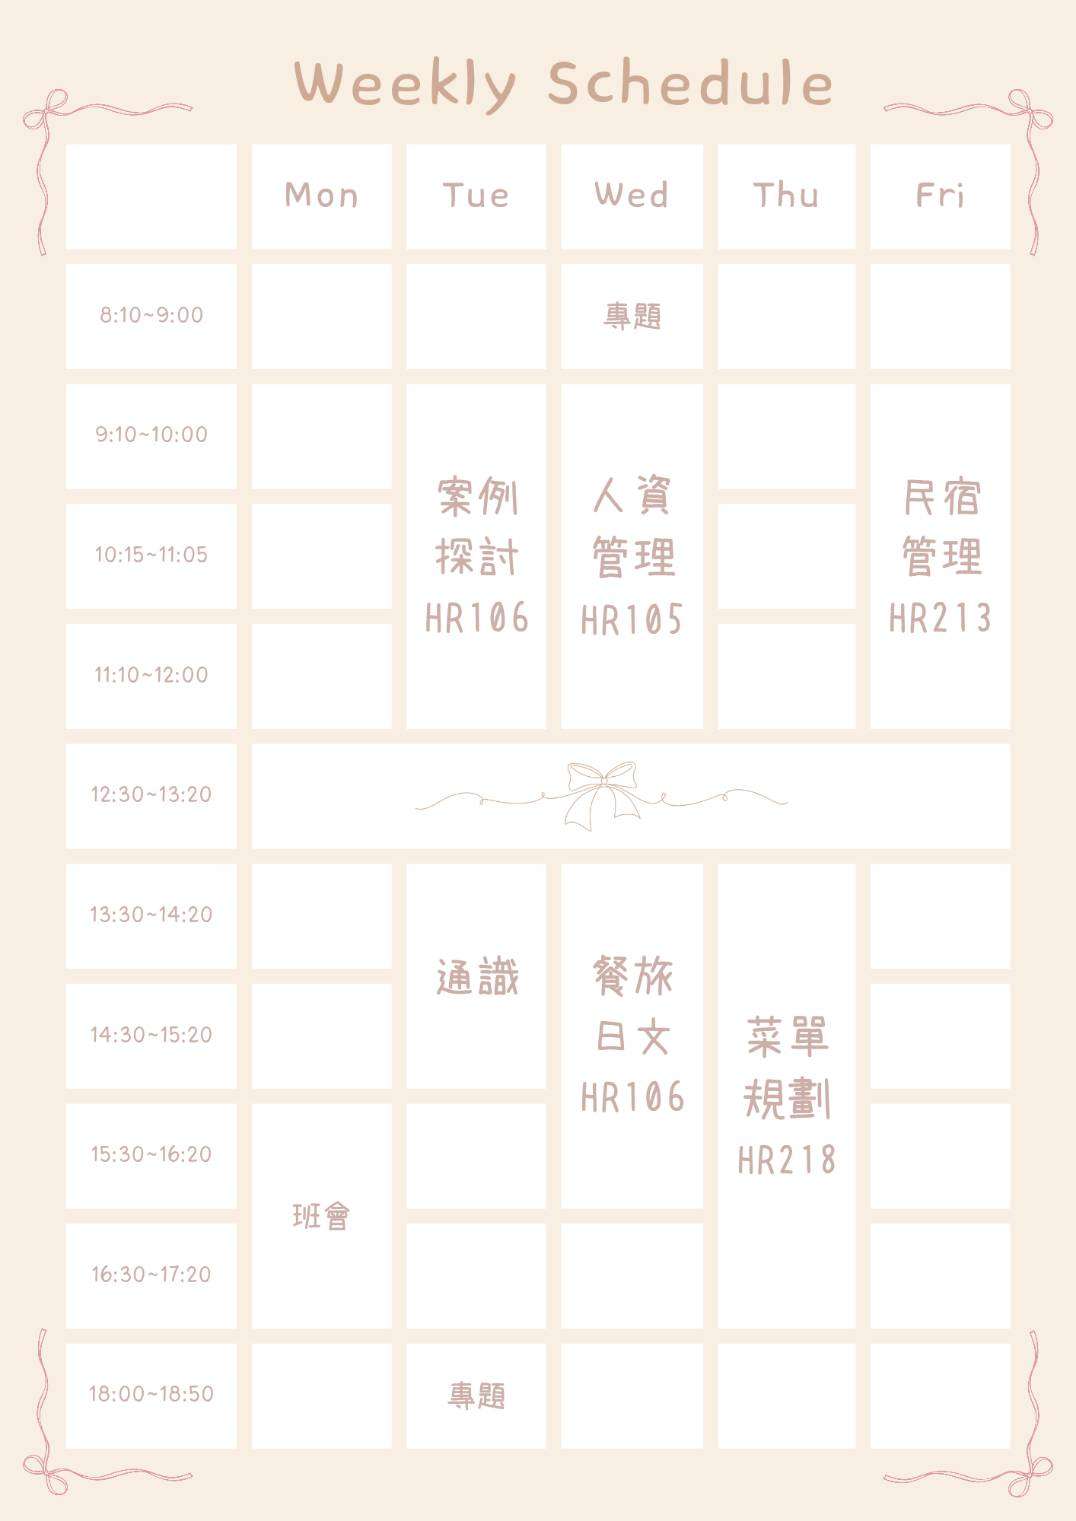 Weekly Schedule
Mon Tue Wed Thu Fri
8:10~9:00 專題
9:10~10:00
10:15~11:05
11:10~12:00
案例
探討
HR106
人資
管理
HR105
民宿
管理
HR213
12:30~13:20
13:30~14:20
14:30~15:20
15:30~16:20
16:30~17:20
班會
通識
餐旅
日文
HR106
菜單
規劃
HR218
18:00~18:50 專題